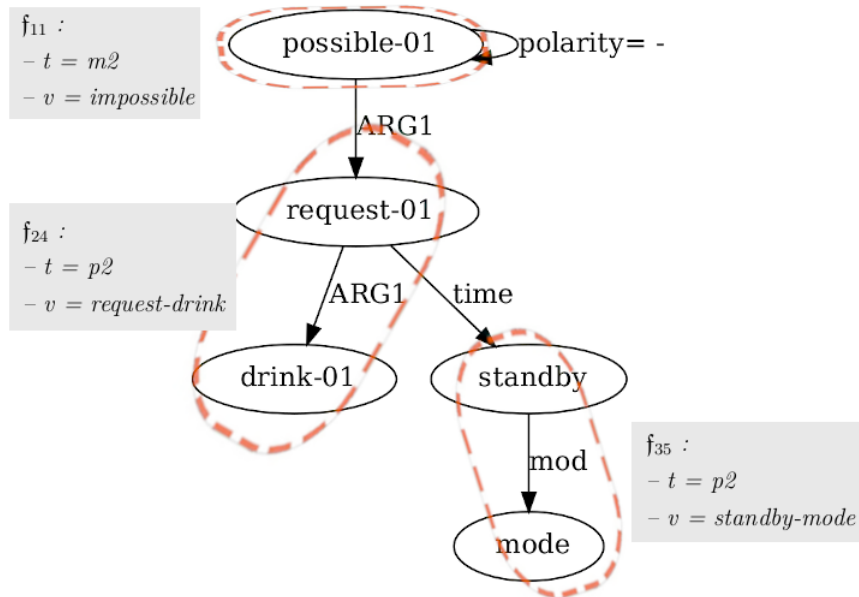 𝔣11 :
– t = m2
– v = impossible
possible-01
polarity= -
ARG1
request-01
𝔣24 :
– t = p2
– v = request-drink
ARG1
time
drink-01
standby
mod
𝔣35 :
– t = p2
– v = standby-mode
mode